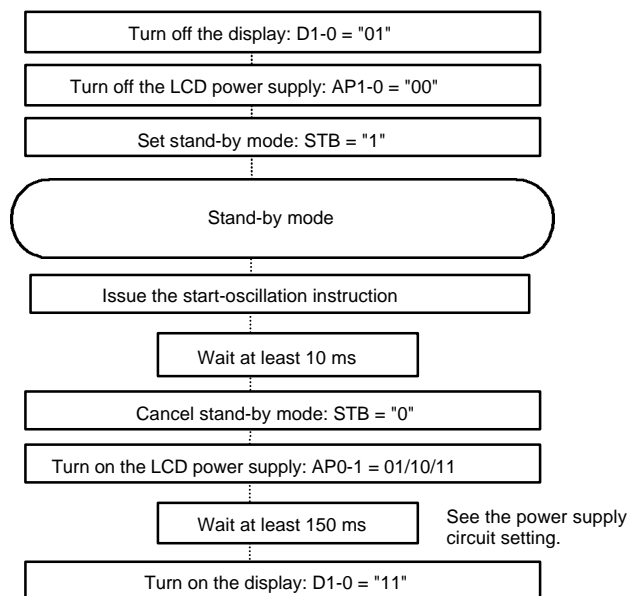 Turn off the display: D1-0 = "01"
Turn off the LCD power supply: AP1-0 = "00"
Set stand-by mode: STB = "1"
Stand-by mode
Issue the start-oscillation instruction
Wait at least 10 ms
Cancel stand-by mode: STB = "0"
Turn on the LCD power supply: AP0-1 = 01/10/11
Wait at least 150 ms
See the power supply
circuit setting.
Turn on the display: D1-0 = "11"